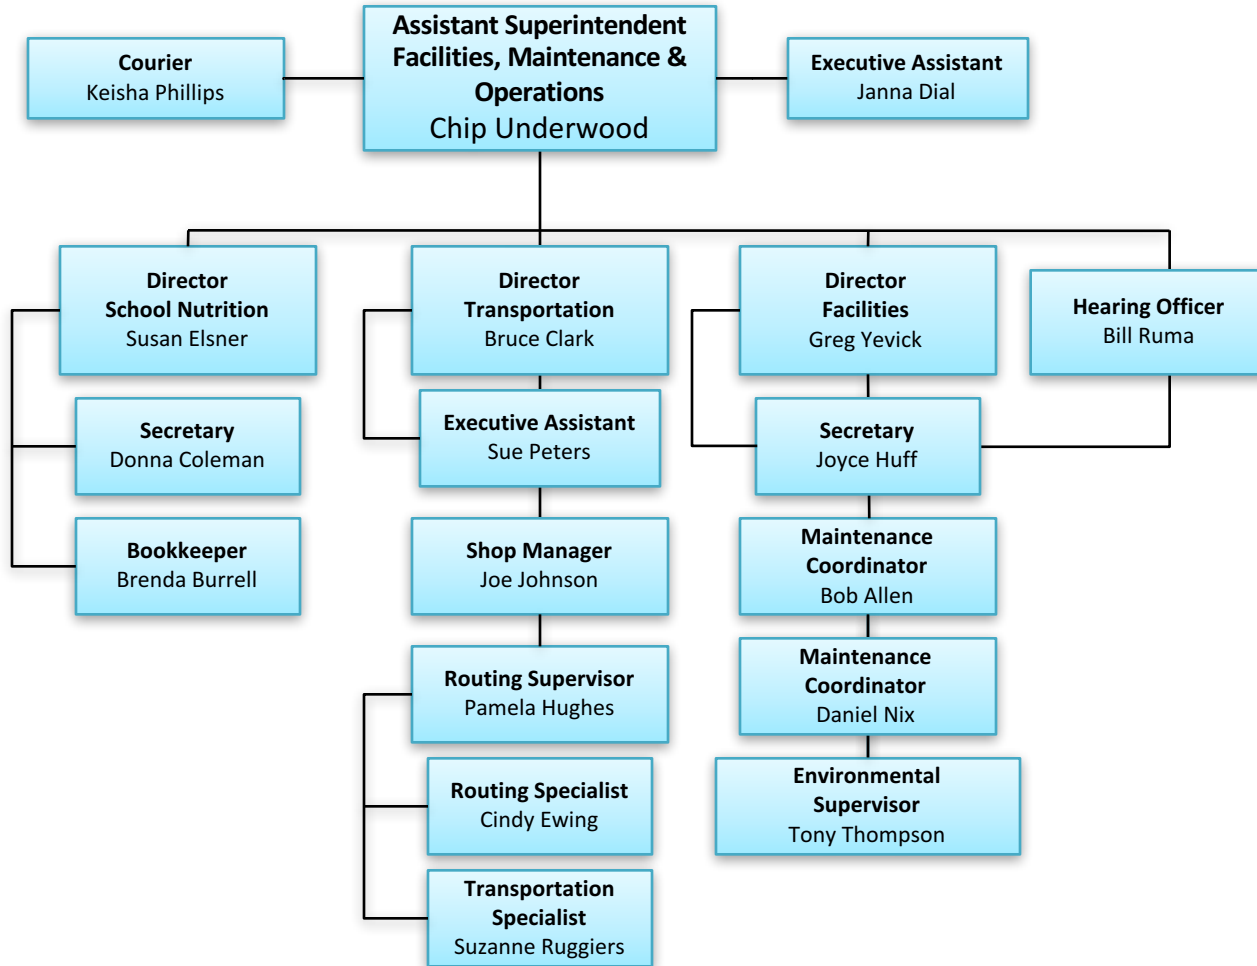 Assistant Superintendent
Facilities, Maintenance &
Operations
Chip Underwood
Courier
Keisha Phillips
Executive Assistant
Janna Dial
Director
School Nutrition
Susan Elsner
Director
Transportation
Bruce Clark
Director
Facilities
Greg Yevick
Hearing Officer
Bill Ruma
Secretary
Donna Coleman
Executive Assistant
Sue Peters
Secretary
Joyce Huff
Bookkeeper
Brenda Burrell
Shop Manager
Joe Johnson
Maintenance
Coordinator
Bob Allen
Routing Supervisor
Pamela Hughes
Maintenance
Coordinator
Daniel Nix
Routing Specialist
Cindy Ewing
Environmental
Supervisor
Tony Thompson
Transportation
Specialist
Suzanne Ruggiers